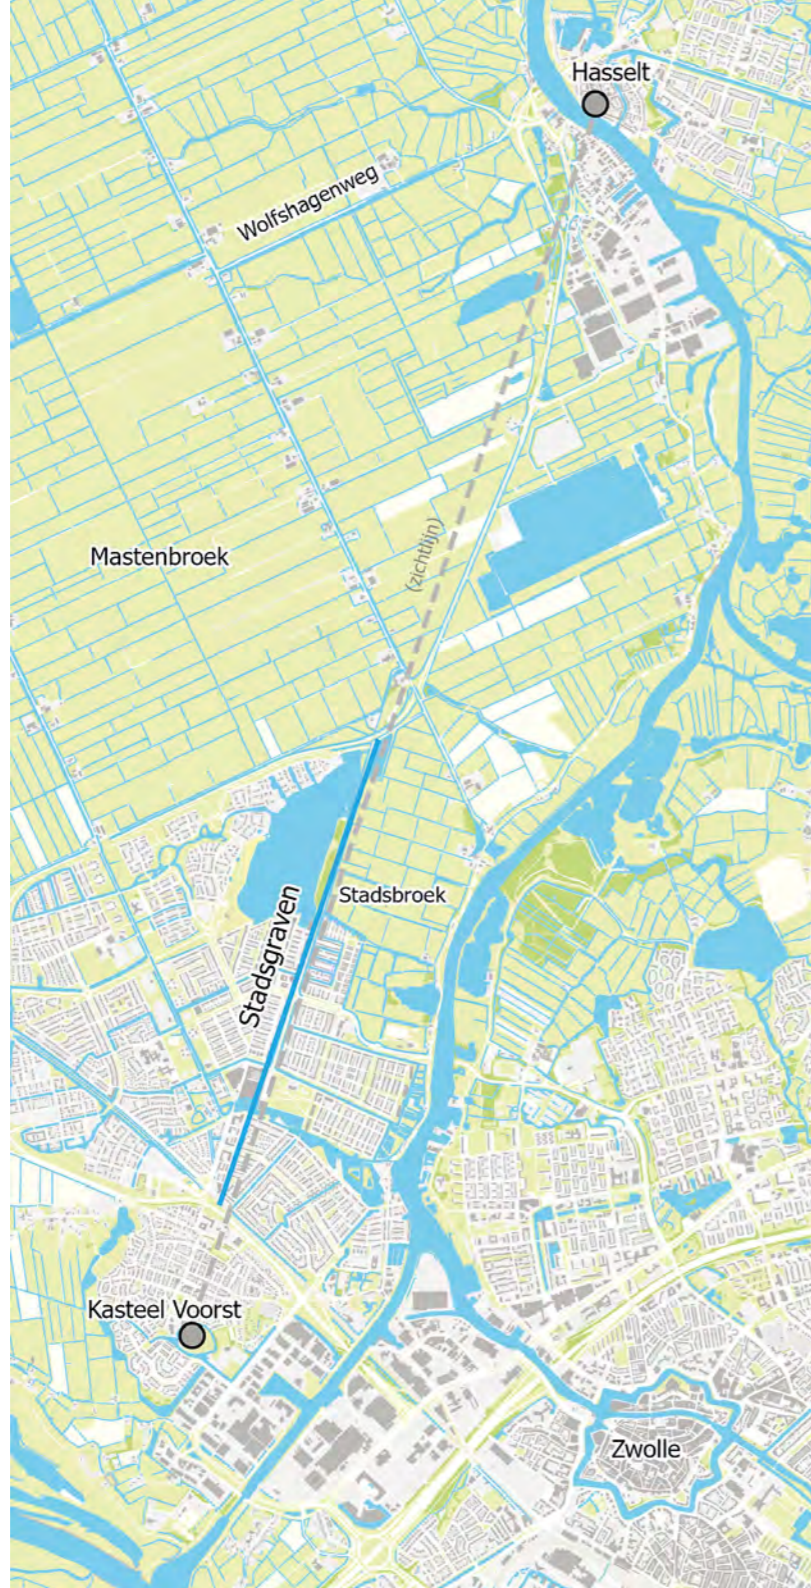 Hasselt
Wolfshagenweg
(zichtlijn)
Mastenbroek
Stadsbroek
Stadsgraven
Kasteel Voorst
Zwolle